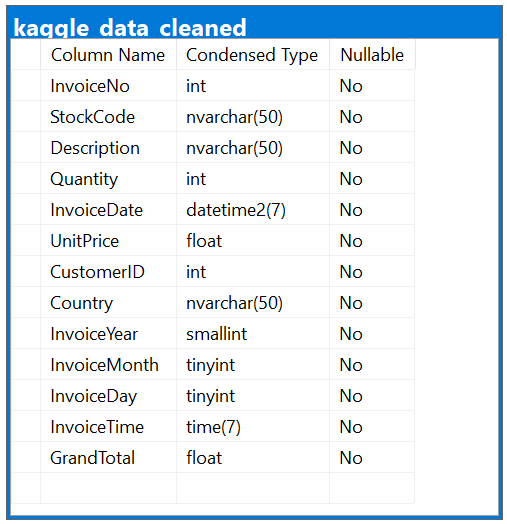 kaggle_data_cleaned
Column Name Condensed Type Nullable
InvoiceNo int No
StockCode nvarchar(50) No
Description nvarchar(50) No
Quantity int No
InvoiceDate datetime2(7) No
UnitPrice float No
CustomerID int No
Country nvarchar(50) No
InvoiceYear smallint No
InvoiceMonth tinyint No
InvoiceDay tinyint No
InvoiceTime time(7) No
GrandTotal float No